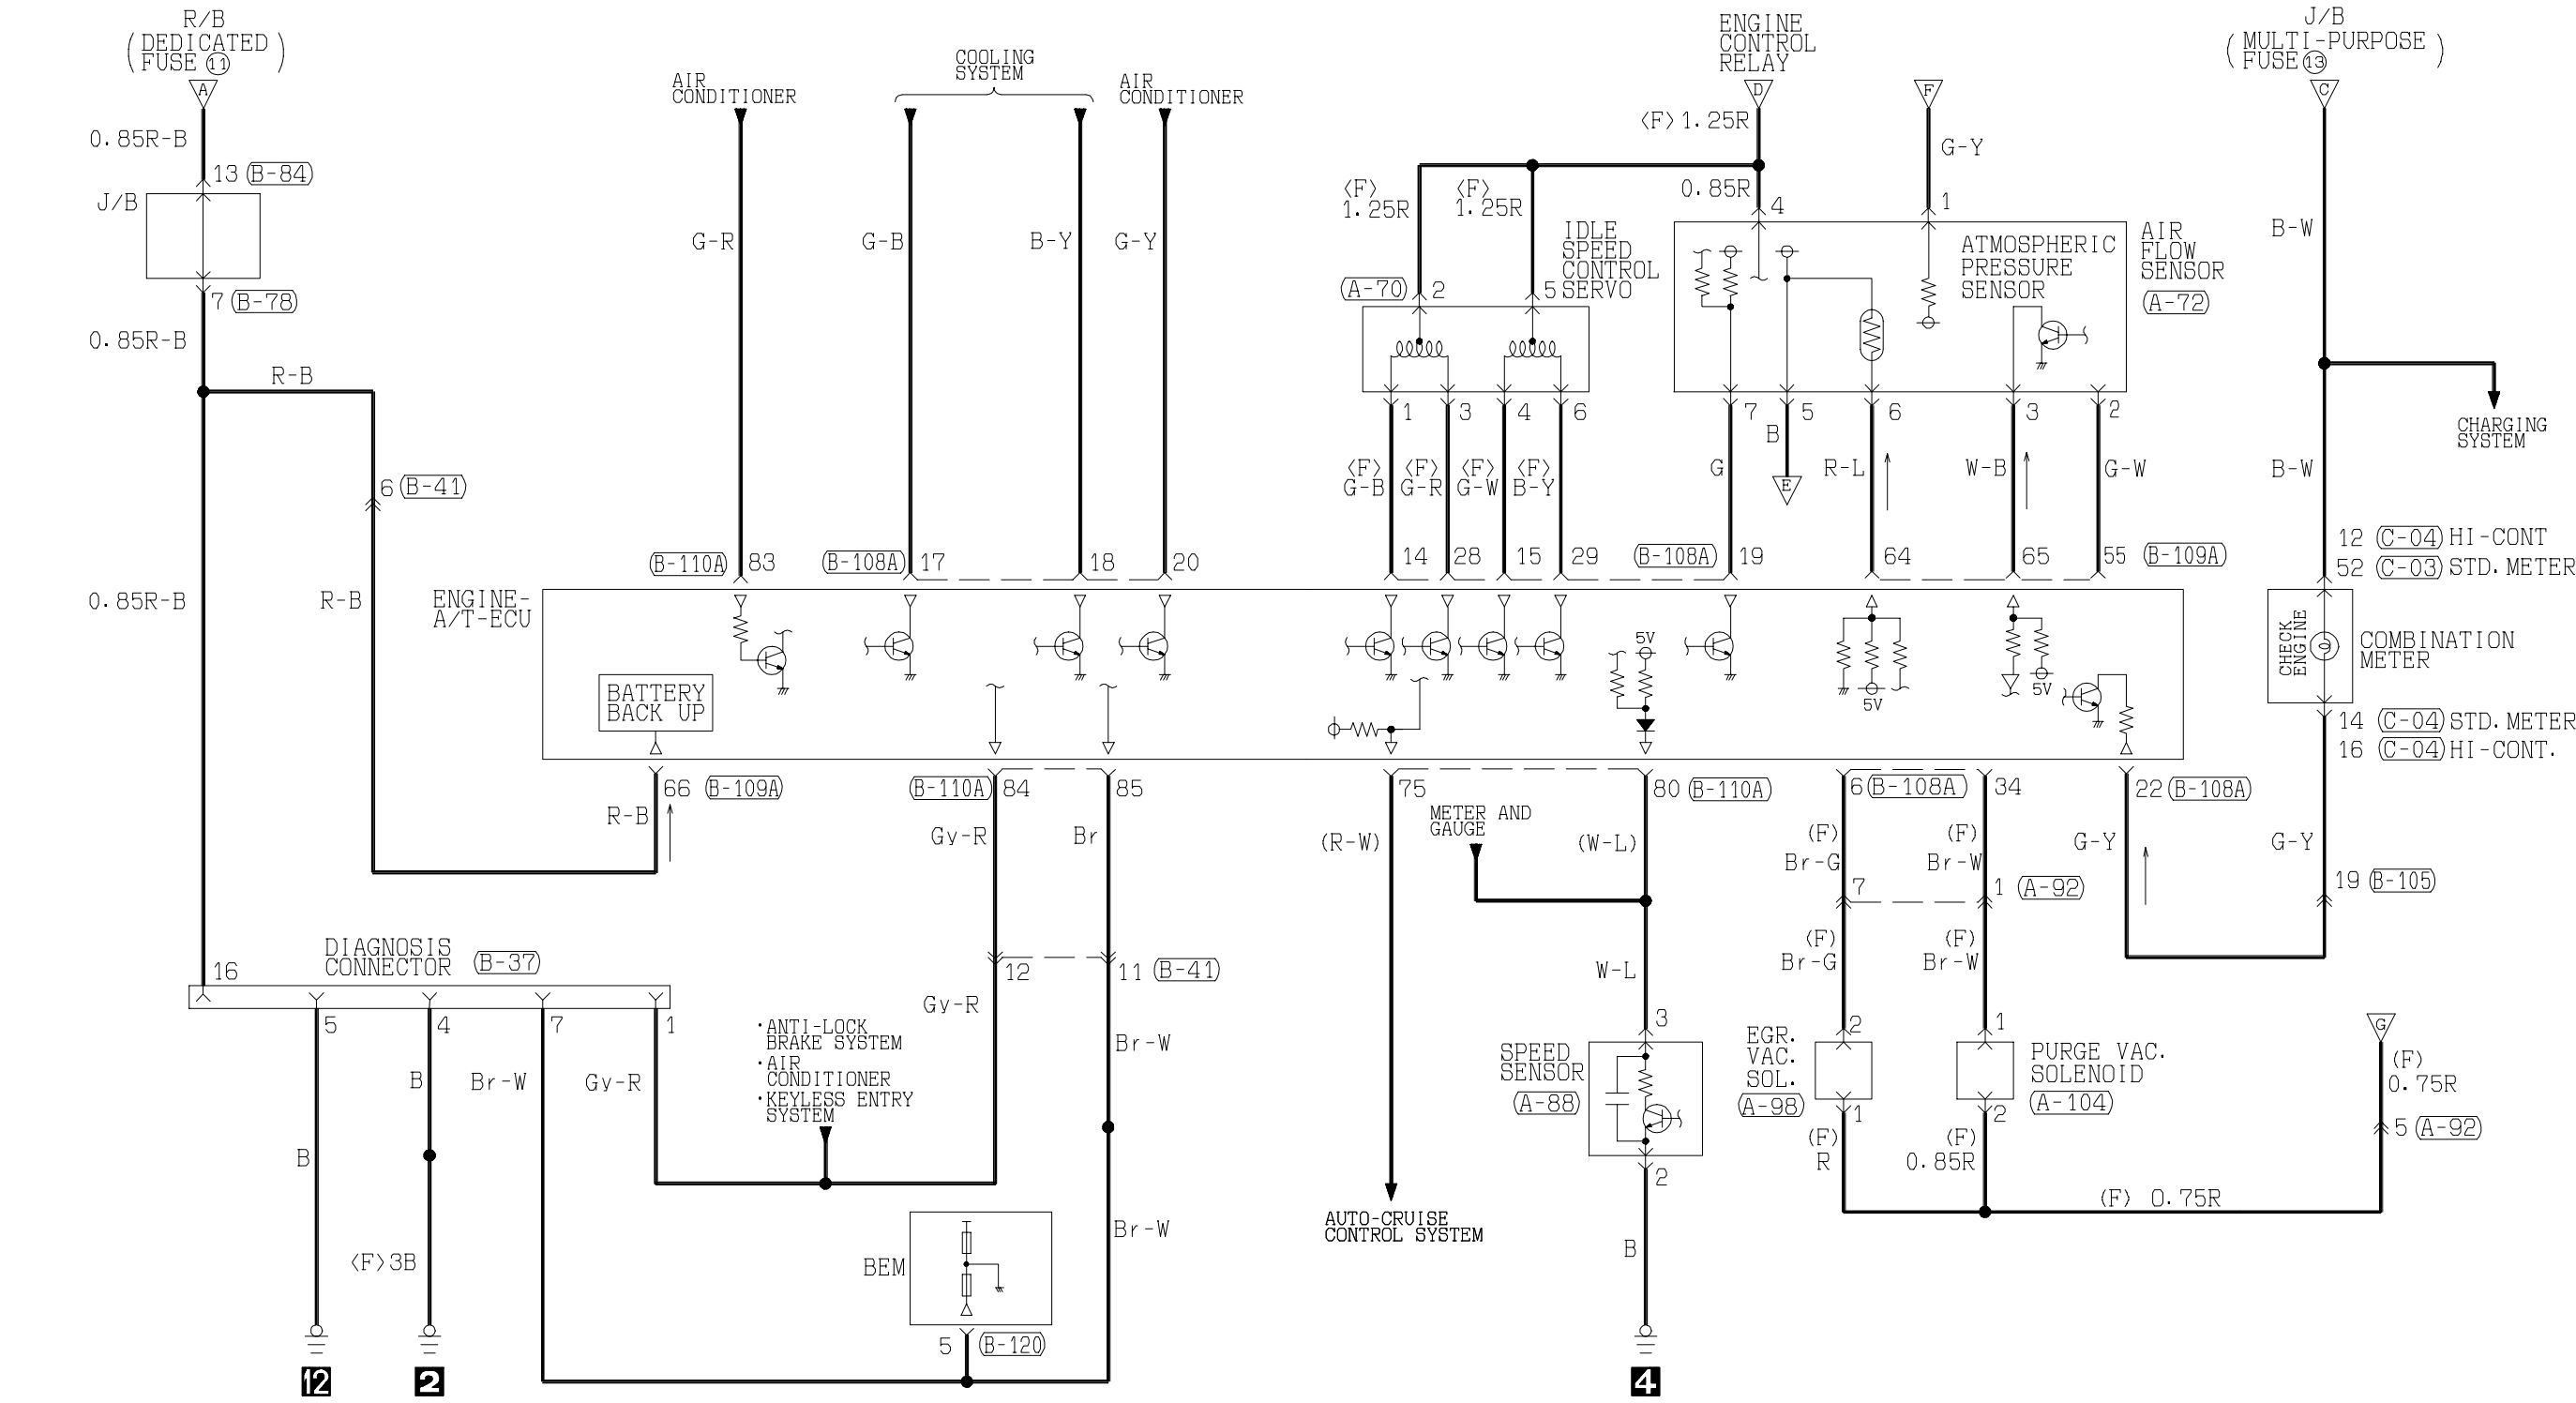 R/B
(DEDICATED
FUSE ⑪)
A
0.85R-B
13 B-84
J/B
7 B-78
0.85R-B
R-B
6 B-41
0.85R-B
R-B
AIR
CONDITIONER
COOLING
SYSTEM
AIR
CONDITIONER
G-R
G-B
B-Y
G-Y
B-110A 83
B-108A 17
18
20
ENGINE
CONTROL
RELAY
D
F
〈F〉1.25R
G-Y
〈F〉
1.25R
〈F〉
1.25R
0.85R
4
1
IDLE
SPEED
CONTROL
SERVO
A-70 2
5
ATMOSPHERIC
PRESSURE
SENSOR
AIR
FLOW
SENSOR
A-72
1
3
4
6
7
5
6
3
2
B
E
〈F〉
G-B
〈F〉
G-R
〈F〉
G-W
〈F〉
B-Y
G
R-L
W-B
G-W
14
28
15
29
B-108A 19
64
65
55 B-109A
J/B
(MULTI-PURPOSE
FUSE ⑬)
C
B-W
CHARGING
SYSTEM
B-W
12 C-04 HI-CONT
52 C-03 STD.METER
CHECK
ENGINE
COMBINATION
METER
14 C-04 STD.METER
16 C-04 HI-CONT.
ENGINE-
A/T-ECU
BATTERY
BACK UP
5V
5V
5V
66 B-109A
R-B
B-110A 84
85
Gy-R
Br
75
METER AND
GAUGE
80 B-110A
(R-W)
(W-L)
6 B-108A
34
22 B-108A
(F)
Br-G
(F)
Br-W
G-Y
G-Y
7
1 A-92
19 B-105
(F)
Br-G
(F)
Br-W
W-L
DIAGNOSIS
CONNECTOR B-37
16
5
4
7
1
12
11 B-41
Gy-R
Br-W
·ANTI-LOCK
BRAKE SYSTEM
·AIR
CONDITIONER
·KEYLESS ENTRY
SYSTEM
B
Br-W
Gy-R
B
〈F〉3B
12
2
BEM
5 B-120
Br-W
AUTO-CRUISE
CONTROL SYSTEM
3
SPEED
SENSOR
A-88
2
B
4
EGR.
VAC.
SOL.
A-98
2
1
(F)
R
1
PURGE VAC.
SOLENOID
A-104
2
(F)
0.85R
G
(F)
0.75R
5 A-92
(F) 0.75R